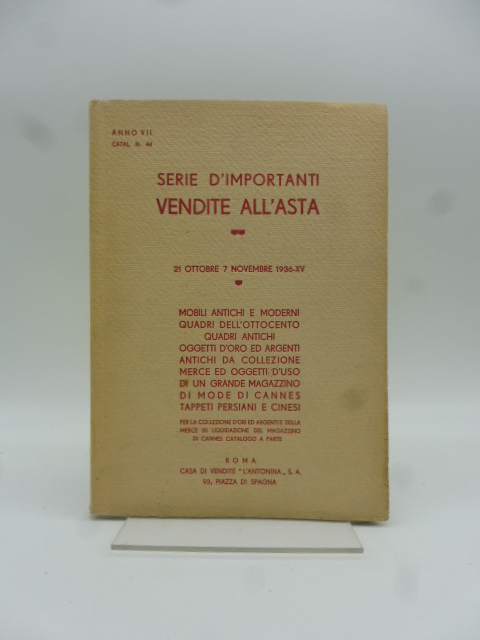 ANNO VII
CATAL. N. 44
SERIE D'IMPORTANTI
VENDITE ALL'ASTA
21 OTTOBRE 7 NOVEMBRE 1936-XV
MOBILI ANTICHI E MODERNI
QUADRI DELL'OTTOCENTO
QUADRI ANTICHI
OGGETTI D'ORO ED ARGENTI
ANTICHI DA COLLEZIONE
MERCE ED OGGETTI D'USO
DI UN GRANDE MAGAZZINO
DI MODE DI CANNES
TAPPETI PERSIANI E CINESI
PER LA COLLEZIONE D'ORI ED ARGENTI E DELLA
MERCE DI LIQUIDAZIONE DEL MAGAZZINO
DI CANNES CATALOGO A PARTE
ROMA
CASA DI VENDITE "L'ANTONINA„ S. A.
93, PIAZZA DI SPAGNA